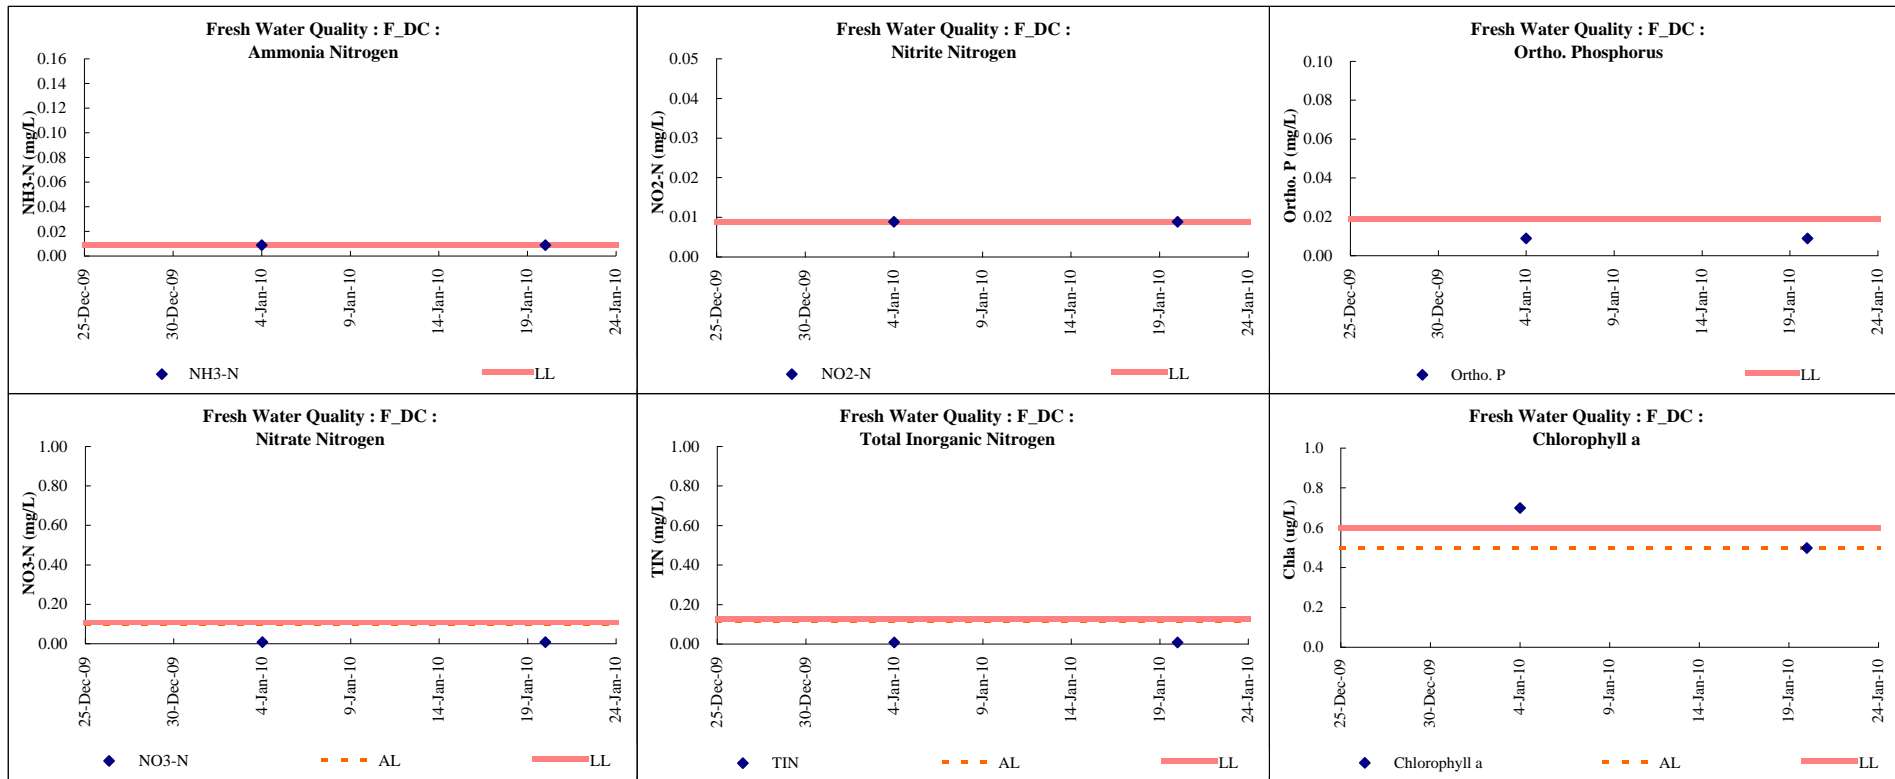 Fresh Water Quality : F_DC :
Ammonia Nitrogen
0.16
0.14
0.12
0.10
0.08
0.06
0.04
0.02
0.00
NH3-N (mg/L)
25-Dec-09
30-Dec-09
4-Jan-10
9-Jan-10
14-Jan-10
19-Jan-10
24-Jan-10
NH3-N
LL
Fresh Water Quality : F_DC :
Nitrite Nitrogen
0.05
0.04
0.03
0.02
0.01
0.00
NO2-N (mg/L)
25-Dec-09
30-Dec-09
4-Jan-10
9-Jan-10
14-Jan-10
19-Jan-10
24-Jan-10
NO2-N
LL
Fresh Water Quality : F_DC :
Ortho. Phosphorus
0.10
0.08
0.06
0.04
0.02
0.00
Ortho. P (mg/L)
25-Dec-09
30-Dec-09
4-Jan-10
9-Jan-10
14-Jan-10
19-Jan-10
24-Jan-10
Ortho. P
LL
Fresh Water Quality : F_DC :
Nitrate Nitrogen
1.00
0.80
0.60
0.40
0.20
0.00
NO3-N (mg/L)
25-Dec-09
30-Dec-09
4-Jan-10
9-Jan-10
14-Jan-10
19-Jan-10
24-Jan-10
NO3-N
AL
LL
Fresh Water Quality : F_DC :
Total Inorganic Nitrogen
1.00
0.80
0.60
0.40
0.20
0.00
TIN (mg/L)
25-Dec-09
30-Dec-09
4-Jan-10
9-Jan-10
14-Jan-10
19-Jan-10
24-Jan-10
TIN
AL
LL
Fresh Water Quality : F_DC :
Chlorophyll a
1.0
0.8
0.6
0.4
0.2
0.0
Chla (ug/L)
25-Dec-09
30-Dec-09
4-Jan-10
9-Jan-10
14-Jan-10
19-Jan-10
24-Jan-10
Chlorophyll a
AL
LL